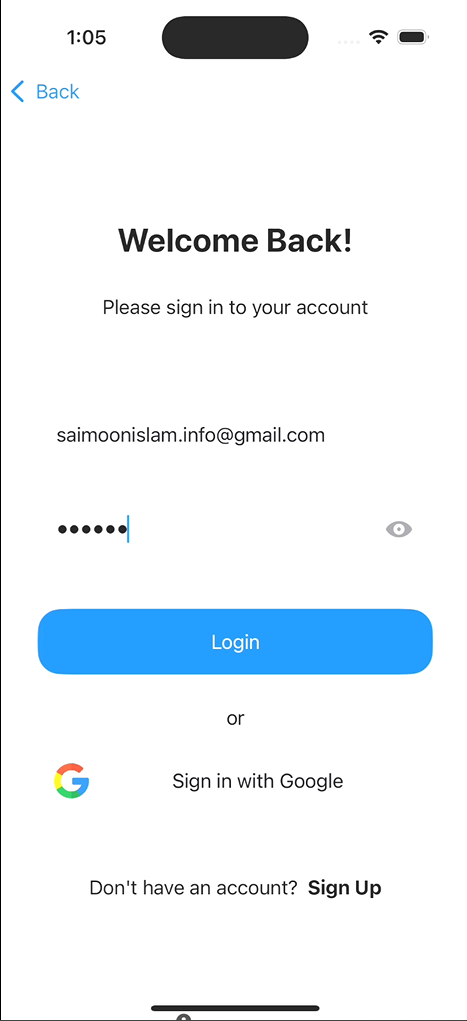 1:05
Back
Welcome Back!
Please sign in to your account
saimoonislam.info@gmail.com
••••••
Login
or
Sign in with Google
Don't have an account? Sign Up